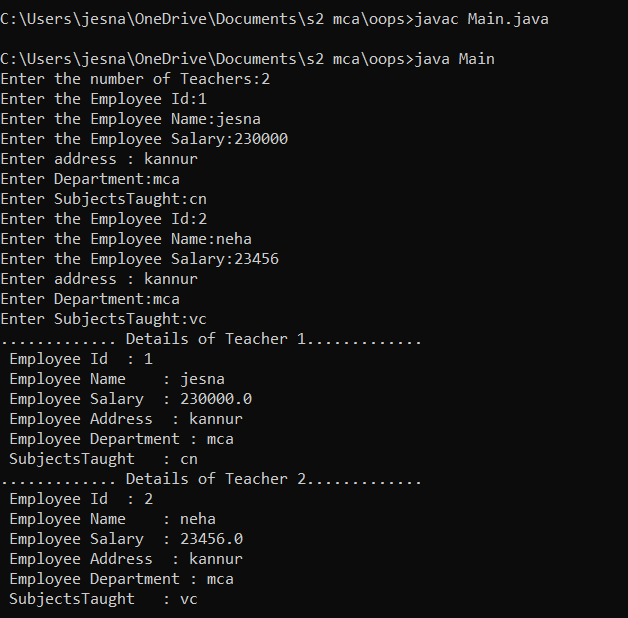 C:\Users\jesna\OneDrive\Documents\s2 mca\oops>javac Main.java
C:\Users\jesna\OneDrive\Documents\s2 mca\oops>java Main
Enter the number of Teachers:2
Enter the Employee Id:1
Enter the Employee Name:jesna
Enter the Employee Salary:230000
Enter address : kannur
Enter Department:mca
Enter SubjectsTaught:cn
Enter the Employee Id:2
Enter the Employee Name:neha
Enter the Employee Salary:23456
Enter address : kannur
Enter Department:mca
Enter SubjectsTaught:vc
............. Details of Teacher 1.............
 Employee Id  : 1
 Employee Name    : jesna
 Employee Salary  : 230000.0
 Employee Address  : kannur
 Employee Department : mca
 SubjectsTaught   : cn
............. Details of Teacher 2.............
 Employee Id  : 2
 Employee Name    : neha
 Employee Salary  : 23456.0
 Employee Address  : kannur
 Employee Department : mca
 SubjectsTaught   : vc